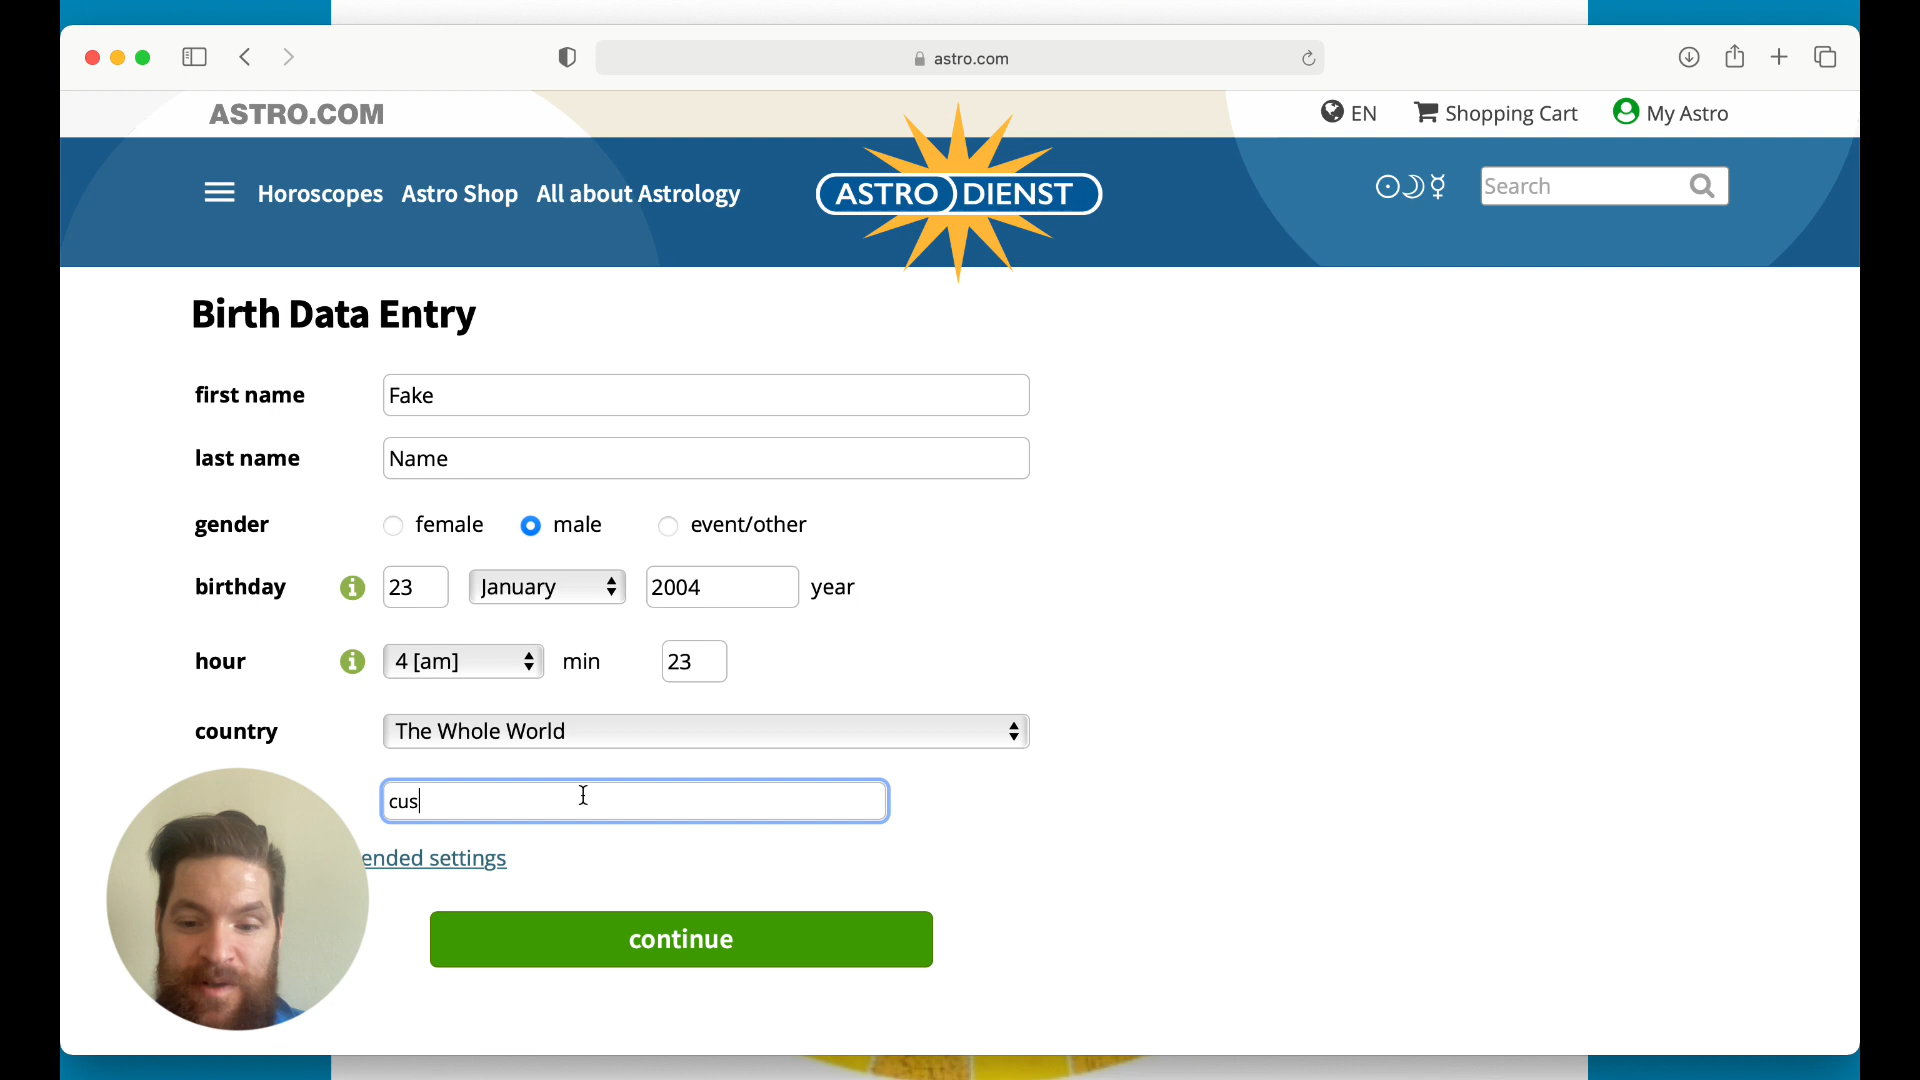 astro.com
ASTRO.COM
EN Shopping Cart My Astro
Horoscopes Astro Shop All about Astrology
ASTRO DIENST
Search
Birth Data Entry
first name Fake
last name Name
gender female male event/other
birthday 23 January 2004 year
hour 4 [am] min 23
country The Whole World
cus
ended settings
continue